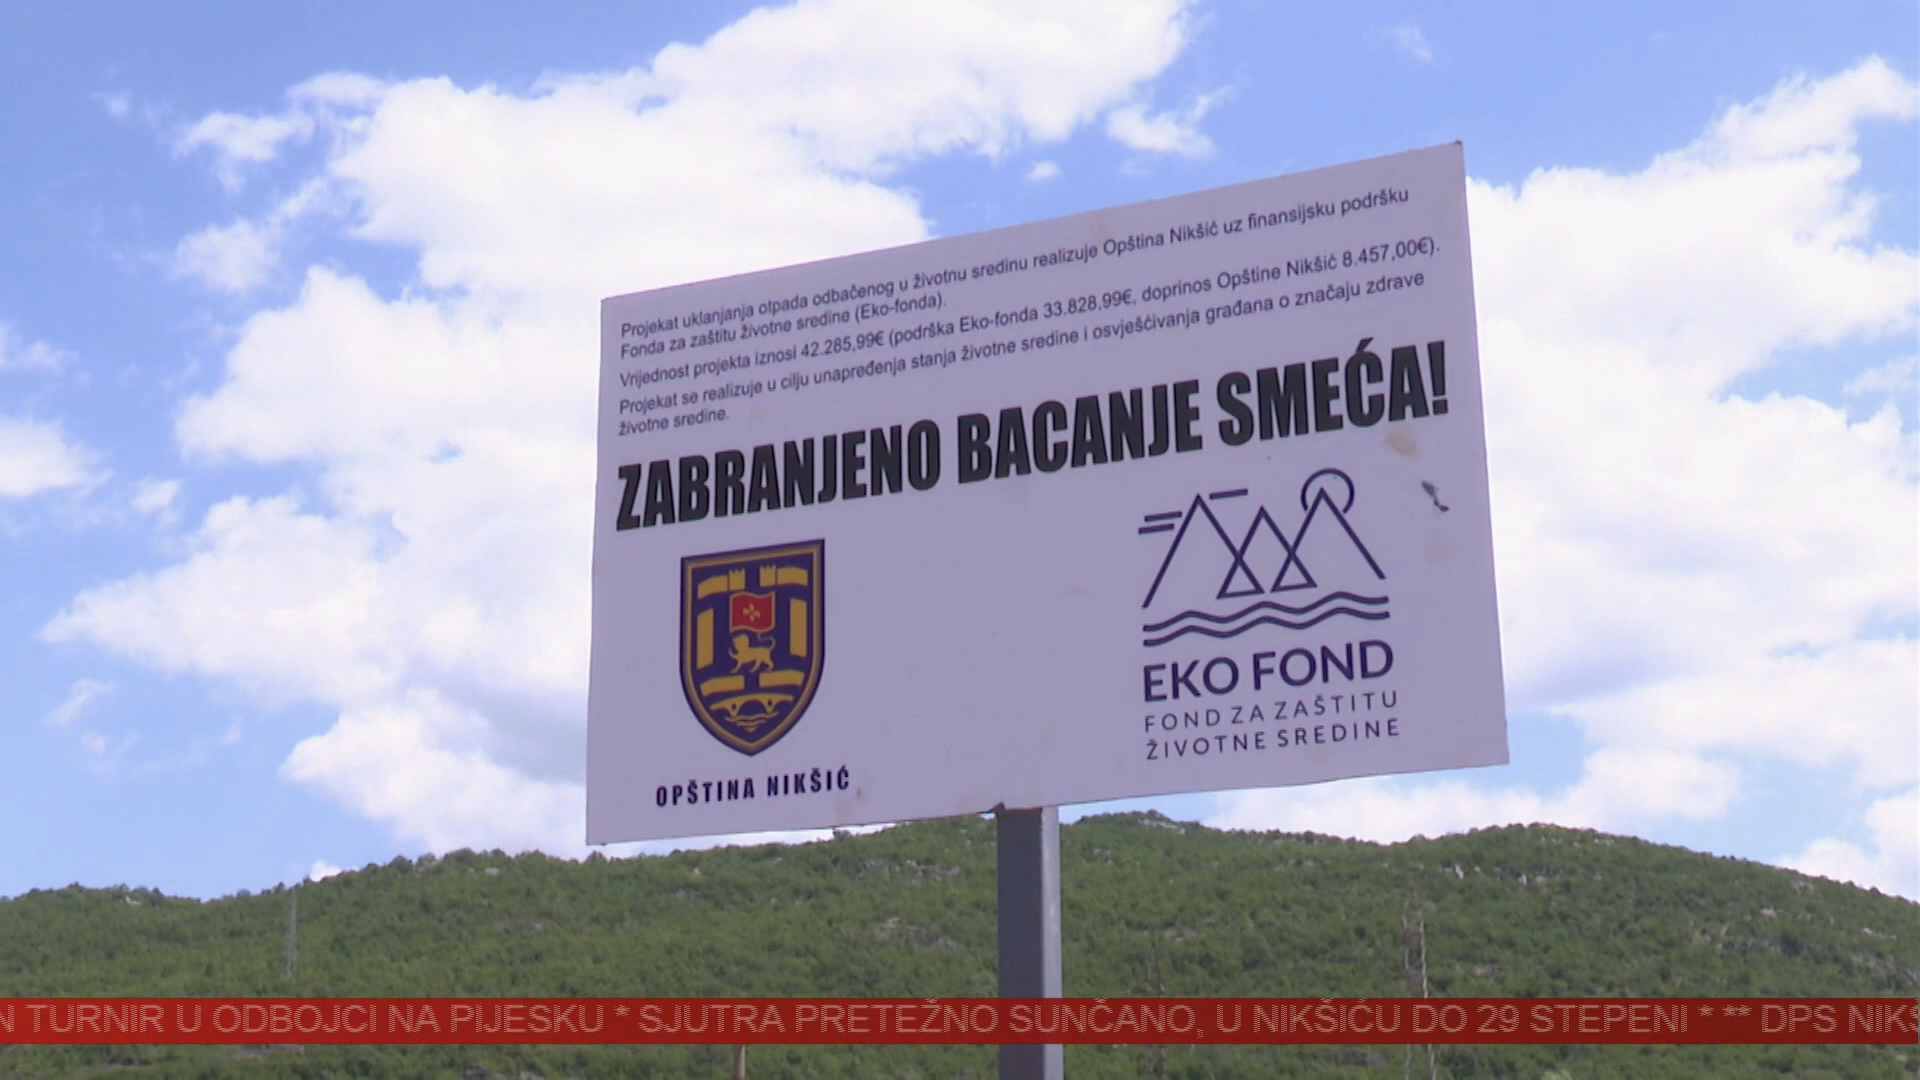 Projekat uklanjanja otpada odbačenog u životnu sredinu realizuje Opština Nikšić uz finansijsku podršku
Fonda za zaštitu životne sredine (Eko-fonda).
Vrijednost projekta iznosi 42.285,99€ (podrška Eko-fonda 33.828,99€, doprinos Opštine Nikšić 8.457,00€).
Projekat se realizuje u cilju unapređenja stanja životne sredine i osvješćivanja građana o značaju zdrave
životne sredine.
ZABRANJENO BACANJE SMEĆA!
OPŠTINA NIKŠIĆ
EKO FOND
FOND ZA ZAŠTITU
ŽIVOTNE SREDINE
N TURNIR U ODBOJCI NA PIJESKU * SJUTRA PRETEŽNO SUNČANO, U NIKŠIĆU DO 29 STEPENI * ** DPS NIKŠ